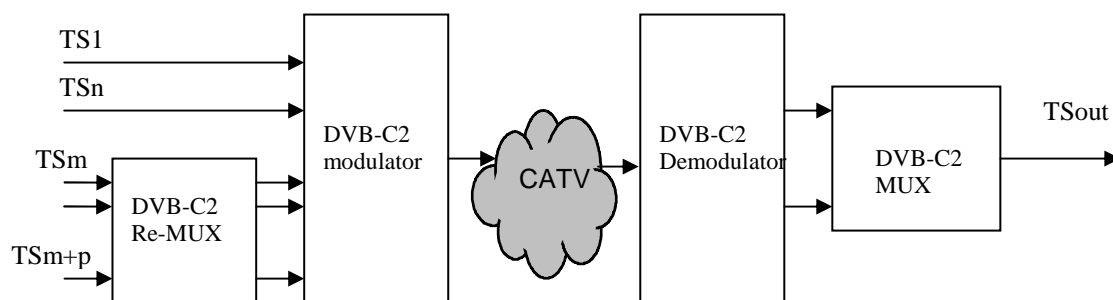 TS1
TSn
TSm
TSm+p
DVB-C2
Re-MUX
DVB-C2
modulator
CATV
DVB-C2
Demodulator
DVB-C2
MUX
TSout